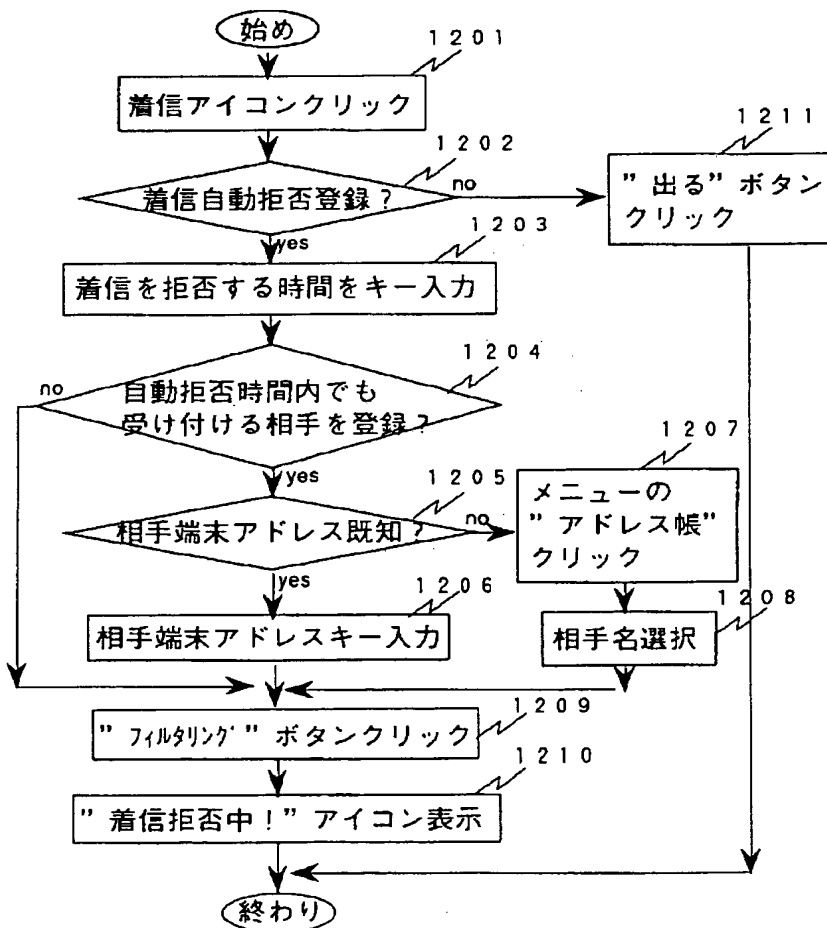 始め
1201
着信アイコンクリック
1202
着信自動拒否登録？
no
yes
1211
"出る"ボタン
クリック
1203
着信を拒否する時間をキー入力
1204
no
自動拒否時間内でも
受け付ける相手を登録？
yes
1205
相手端末アドレス既知？
no
yes
1207
メニューの
"アドレス帳"
クリック
1206
相手端末アドレスキー入力
1208
相手名選択
1209
"フィルタリング"ボタンクリック
1210
"着信拒否中！"アイコン表示
終わり